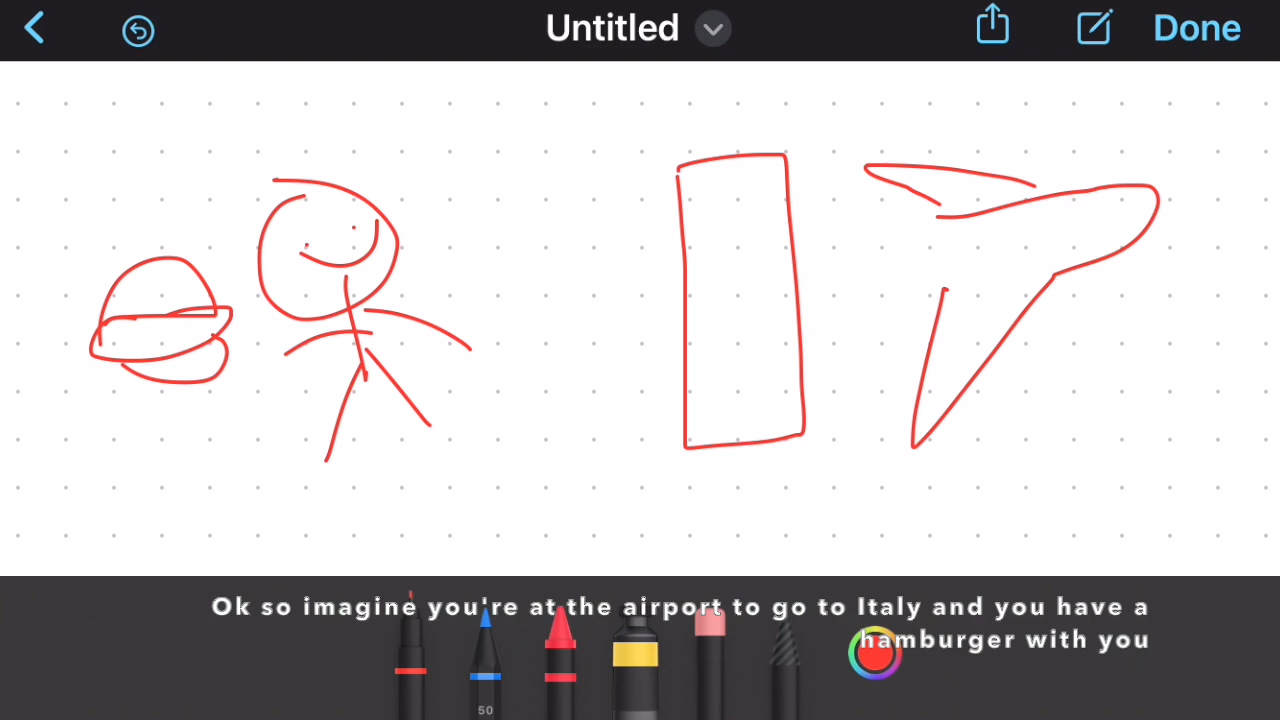 Untitled
Done
Ok so imagine you're at the airport to go to Italy and you have a
hamburger with you
50